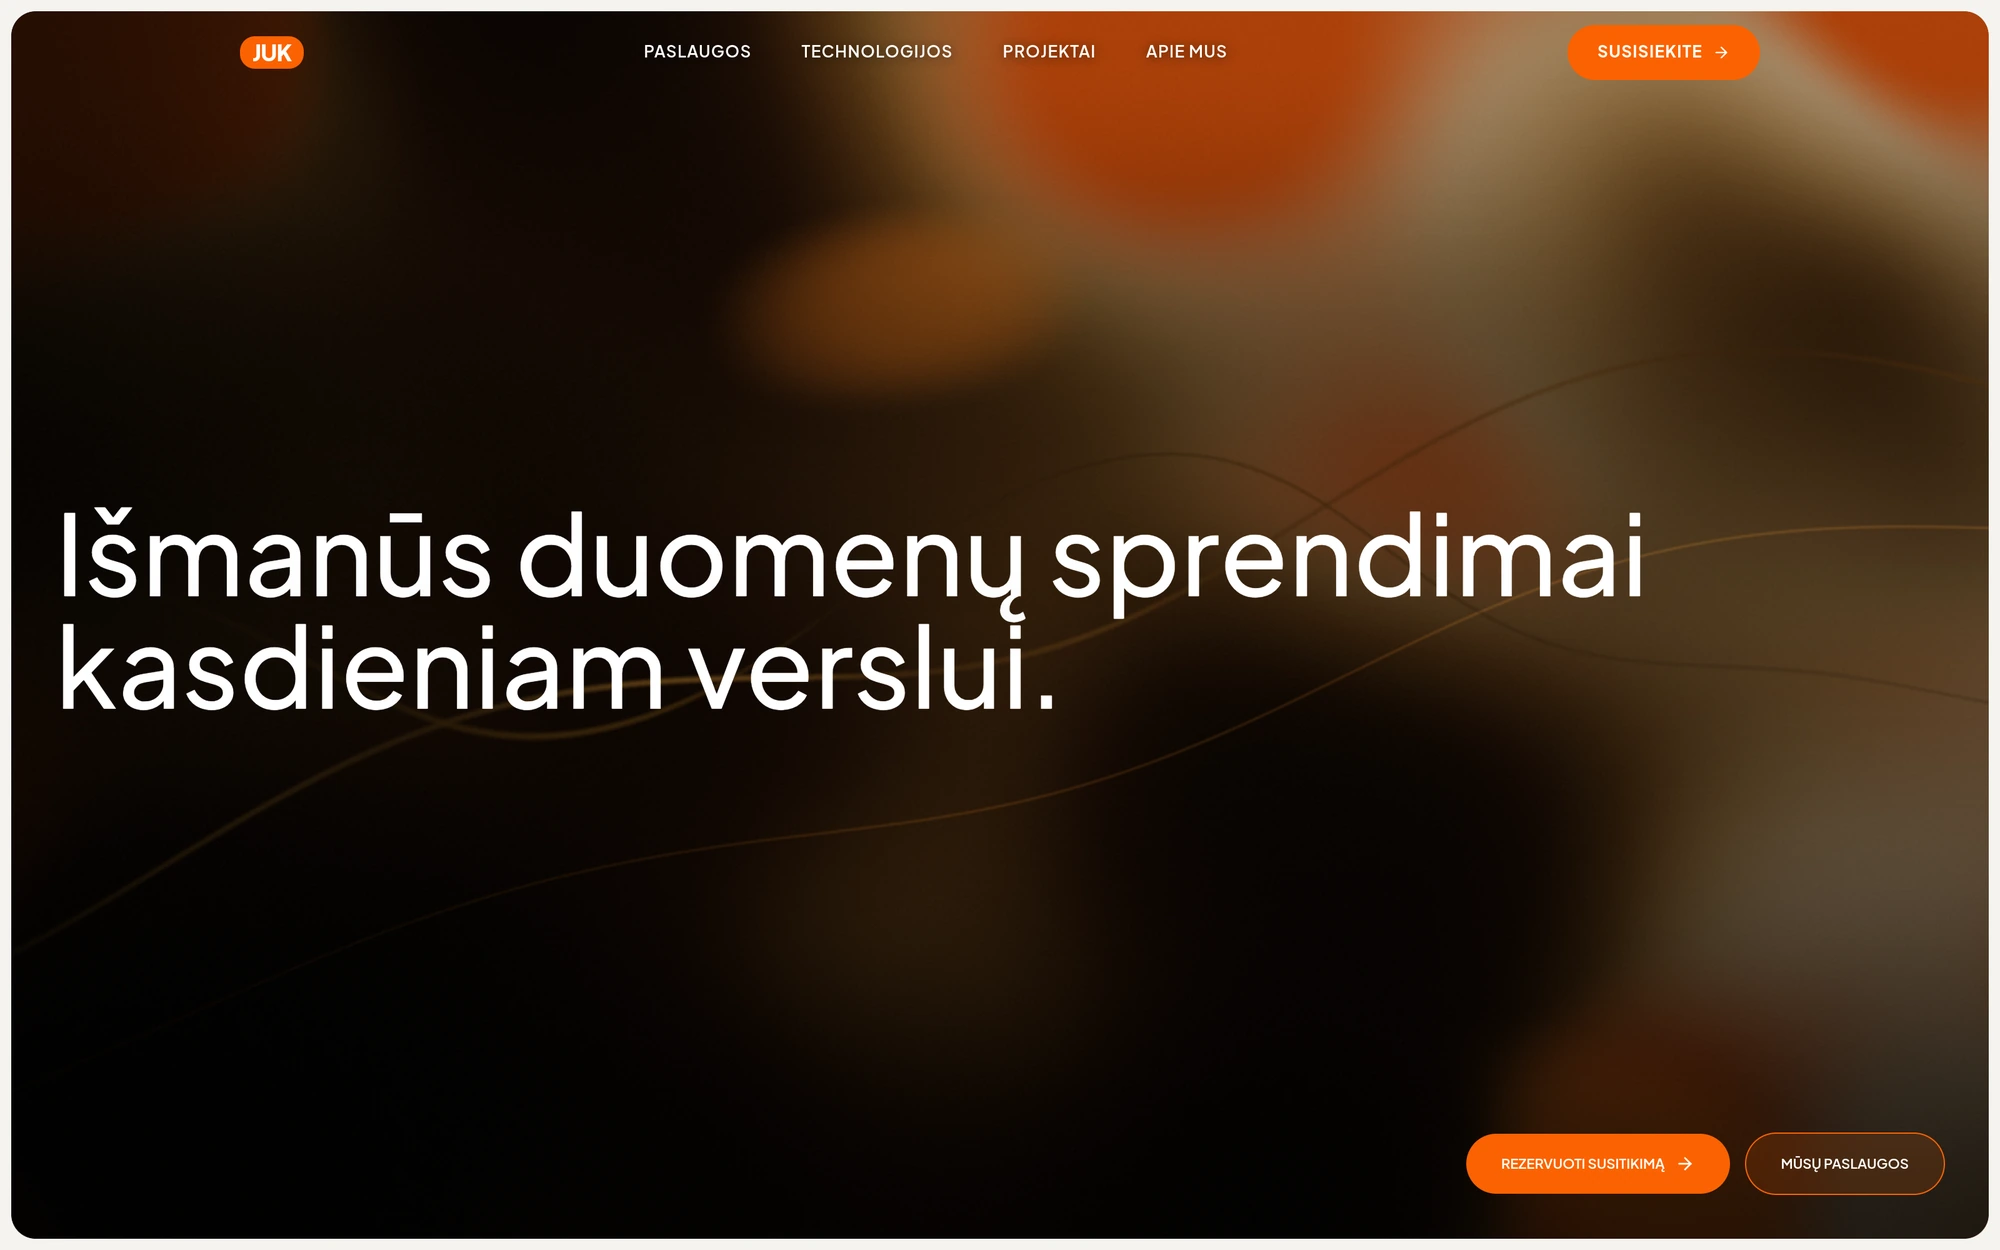 JUK
PASLAUGOS
TECHNOLOGIJOS
PROJEKTAI
APIE MUS
SUSISIEKITE
Išmanūs duomenų sprendimai
kasdieniam verslui.
REZERVUOTI SUSITIKIMĄ
MŪSŲ PASLAUGOS